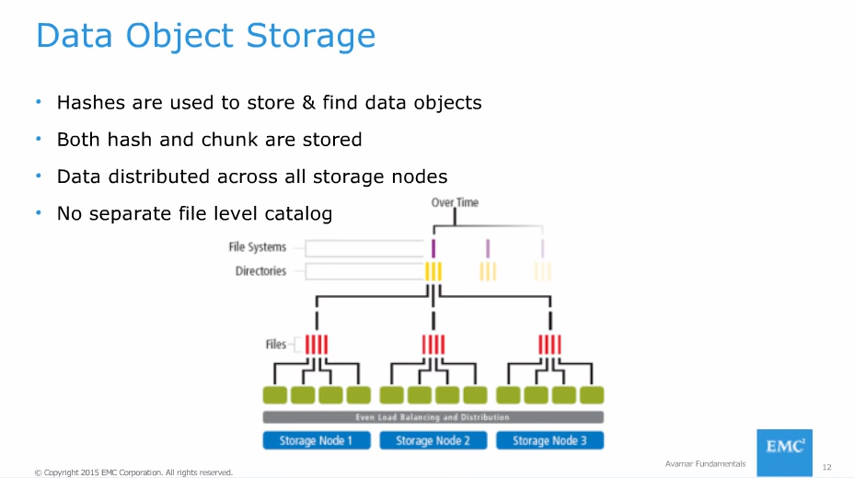 Data Object Storage
• Hashes are used to store & find data objects
• Both hash and chunk are stored
• Data distributed across all storage nodes
• No separate file level catalog
Over Time
File Systems
Directories
Files
Even Load Balancing and Distribution
Storage Node 1
Storage Node 2
Storage Node 3
© Copyright 2015 EMC Corporation. All rights reserved.
Avamar Fundamentals
EMC²
12